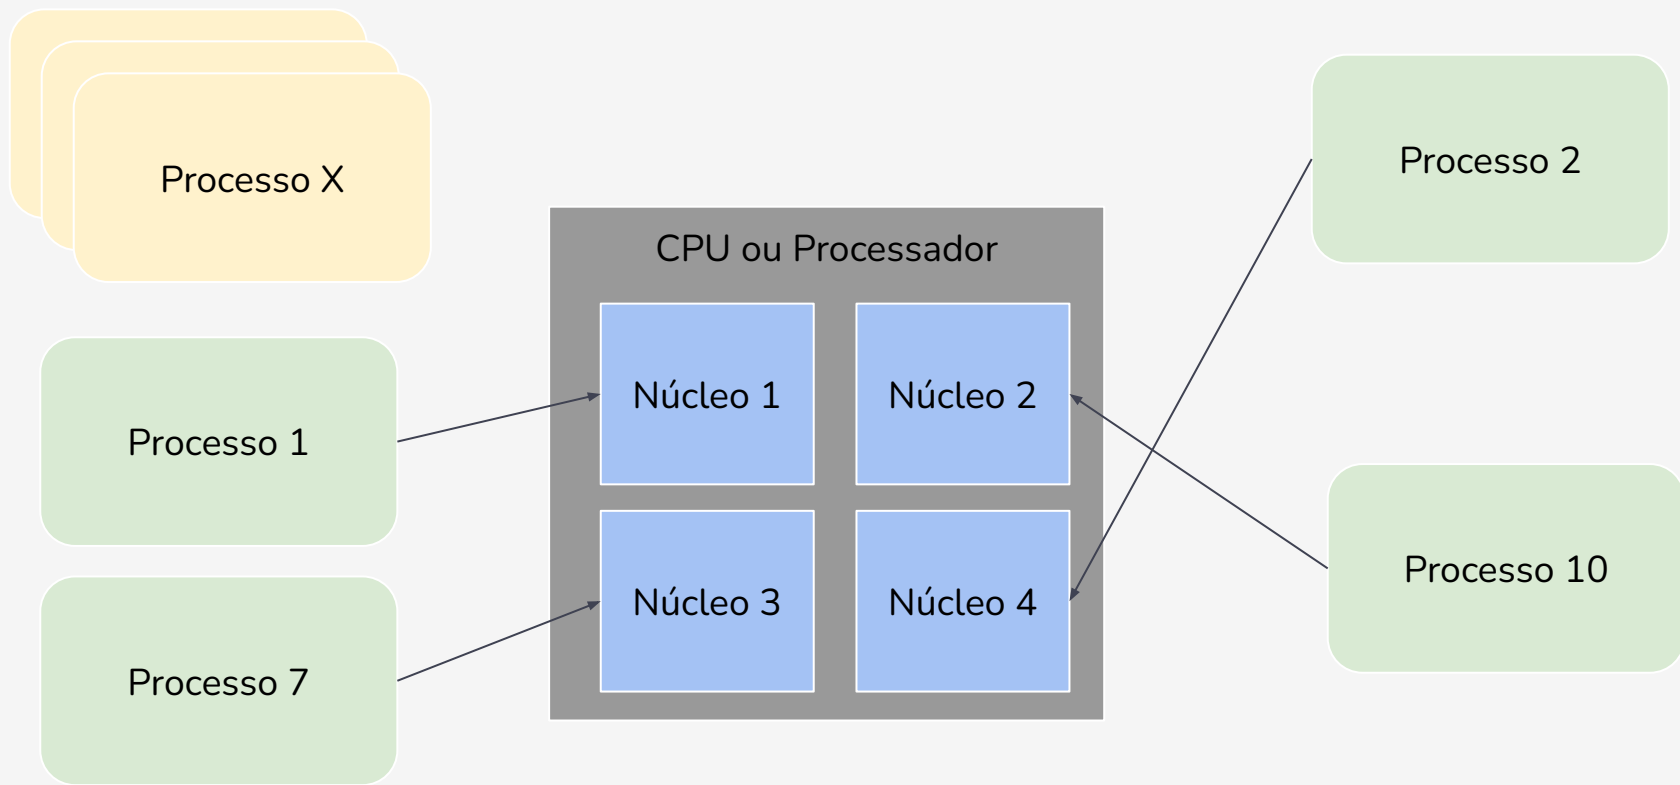 Processo X
Processo 1
Processo 7
CPU ou Processador
Núcleo 1
Núcleo 2
Núcleo 3
Núcleo 4
Processo 2
Processo 10